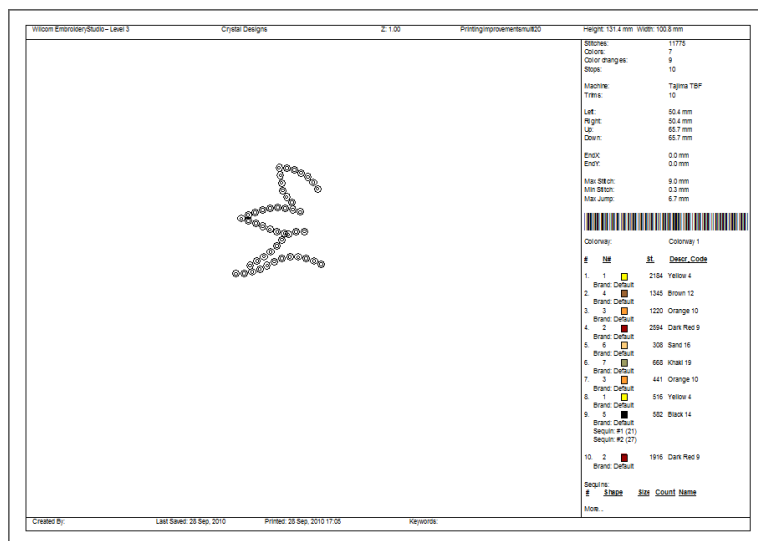 Wilcom EmbroideryStudio – Level 3 Crystal Designs Z: 1.00 Printingimprovementsmulti20 Height: 131.4 mm Width: 100.8 mm
Stitches: 11775
Colors: 7
Color changes: 9
Stops: 10
Machine: Tajima TBF
Trims: 10
Left: 50.4 mm
Right: 50.4 mm
Up: 65.7 mm
Down: 65.7 mm
EndX: 0.0 mm
EndY: 0.0 mm
Max Stitch: 9.0 mm
Min Stitch: 0.3 mm
Max Jump: 6.7 mm
Colorway: Colorway 1
# N# St. Descr._Code
1. 1 2184 Yellow 4
Brand: Default
2. 4 1345 Brown 12
Brand: Default
3. 3 1220 Orange 10
Brand: Default
4. 2 2594 Dark Red 9
Brand: Default
5. 6 308 Sand 16
Brand: Default
6. 7 668 Khaki 19
Brand: Default
7. 3 441 Orange 10
Brand: Default
8. 1 516 Yellow 4
Brand: Default
9. 5 582 Black 14
Brand: Default
Sequin: #1 (21)
Sequin: #2 (27)
10. 2 1916 Dark Red 9
Brand: Default
Sequins:
# Shape Size Count Name
More...
Created By: Last Saved: 28 Sep, 2010 Printed: 28 Sep, 2010 17:05 Keywords: